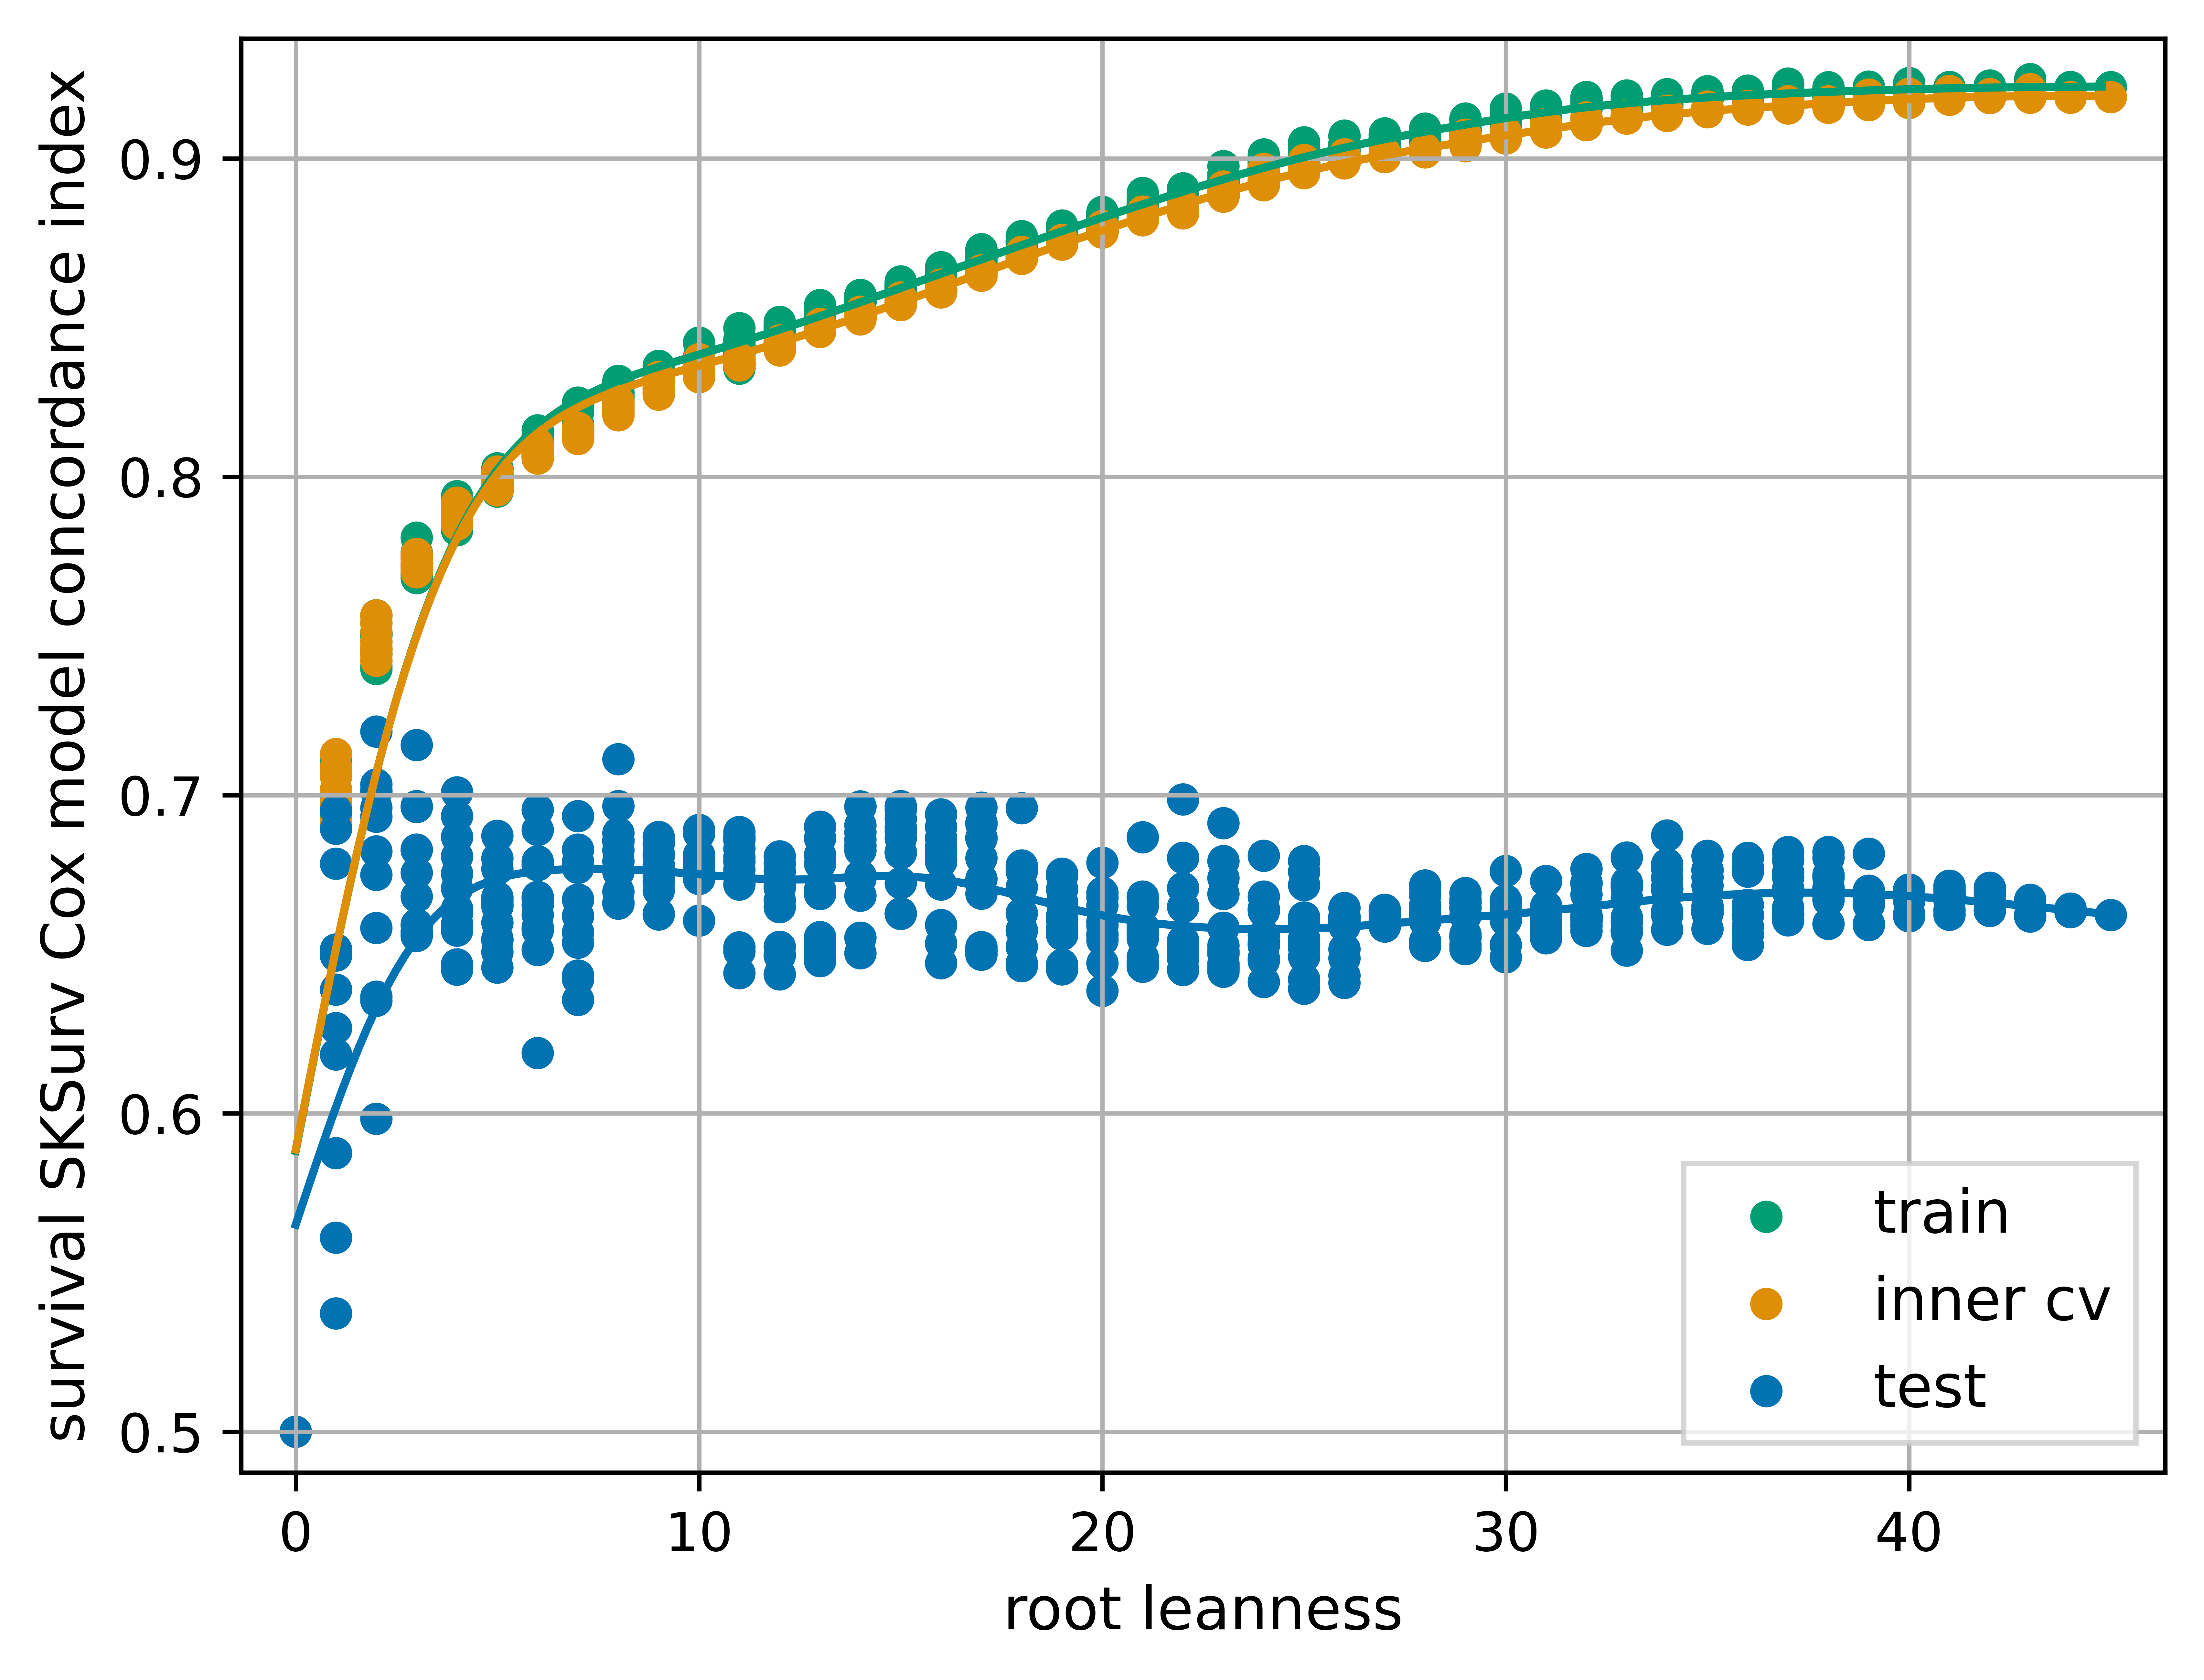 survival SKSurv Cox model concordance index
0.9
0.8
0.7
0.6
0.5
0
10
20
30
40
root leanness
train
inner cv
test